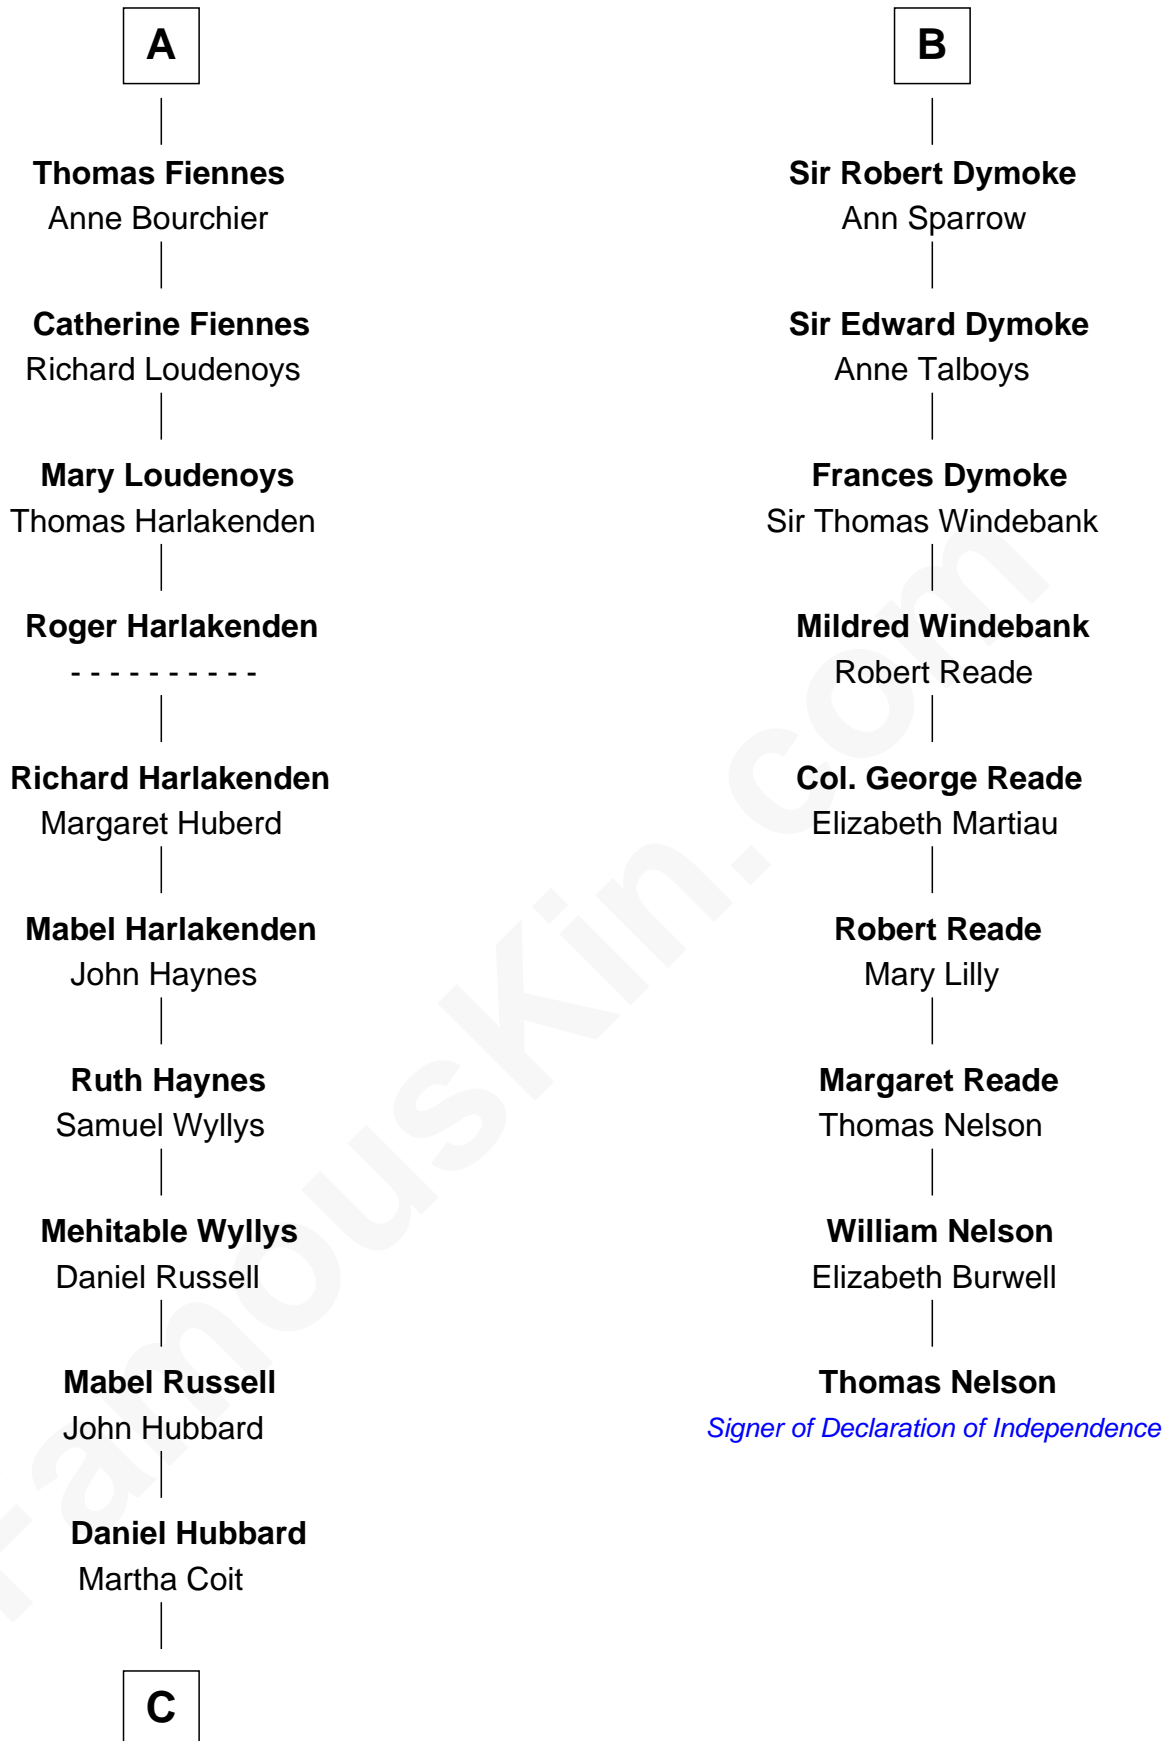 A
Thomas Fiennes
Anne Bourchier
Catherine Fiennes
Richard Loudenoys
Mary Loudenoys
Thomas Harlakenden
Roger Harlakenden
- - - - - - - - - -
Richard Harlakenden
Margaret Huberd
Mabel Harlakenden
John Haynes
Ruth Haynes
Samuel Wyllys
Mehitable Wyllys
Daniel Russell
Mabel Russell
John Hubbard
Daniel Hubbard
Martha Coit
C
B
Sir Robert Dymoke
Ann Sparrow
Sir Edward Dymoke
Anne Talboys
Frances Dymoke
Sir Thomas Windebank
Mildred Windebank
Robert Reade
Col. George Reade
Elizabeth Martiau
Robert Reade
Mary Lilly
Margaret Reade
Thomas Nelson
William Nelson
Elizabeth Burwell
Thomas Nelson
Signer of Declaration of Independence
FamousKin.com